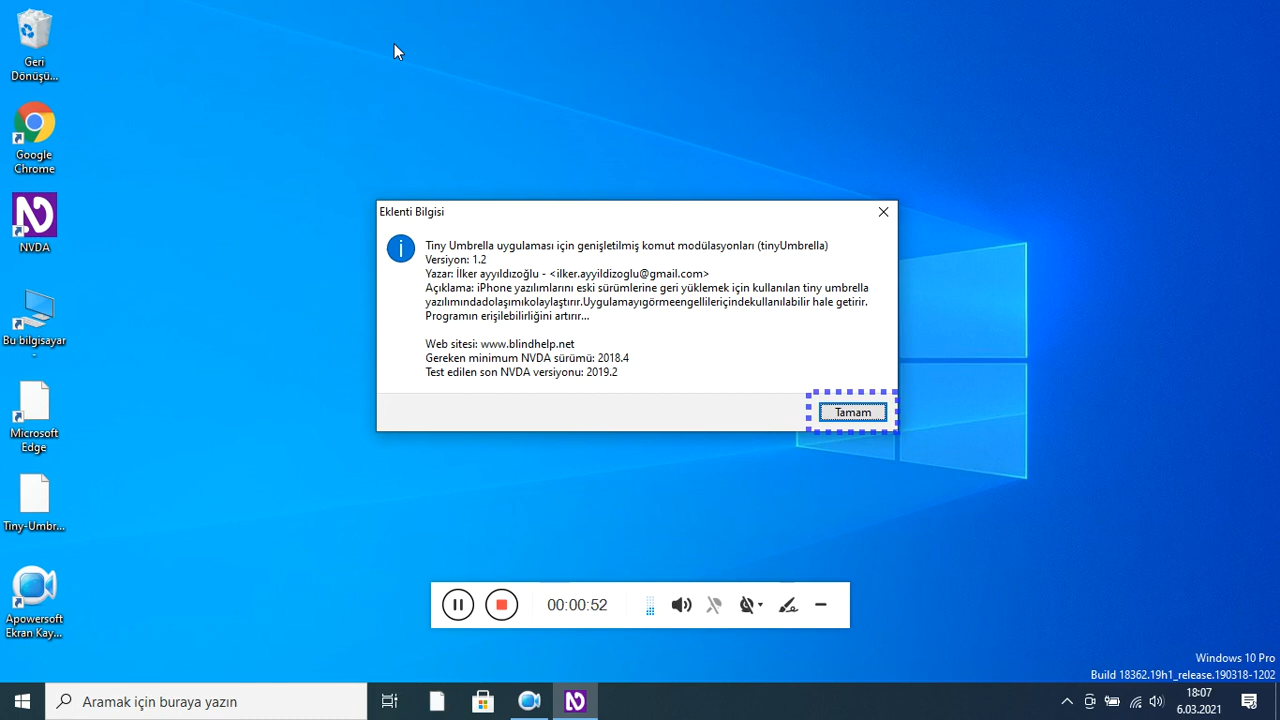 Geri
Dönüşü...
Google
Chrome
NVDA
Bu bilgisayar
-
Microsoft
Edge
Tiny-Umbr...
Apowersoft
Ekran Kay...
Eklenti Bilgisi
Tiny Umbrella uygulaması için genişletilmiş komut modülasyonları (tinyUmbrella)
Versiyon: 1.2
Yazar: İlker ayyıldızoğlu - <ilker.ayyildizoglu@gmail.com>
Açıklama: iPhone yazılımlarını eski sürümlerine geri yüklemek için kullanılan tiny umbrella
yazılımındadolaşımıkolaylaştırır.Uygulamayıgörmeengellileriçindekullanılabilir hale getirir.
Programın erişilebilirliğini artırır...
Web sitesi: www.blindhelp.net
Gereken minimum NVDA sürümü: 2018.4
Test edilen son NVDA versiyonu: 2019.2
Tamam
00:00:52
Windows 10 Pro
Build 18362.19h1_release.190318-1202
Aramak için buraya yazın
18:07
6.03.2021